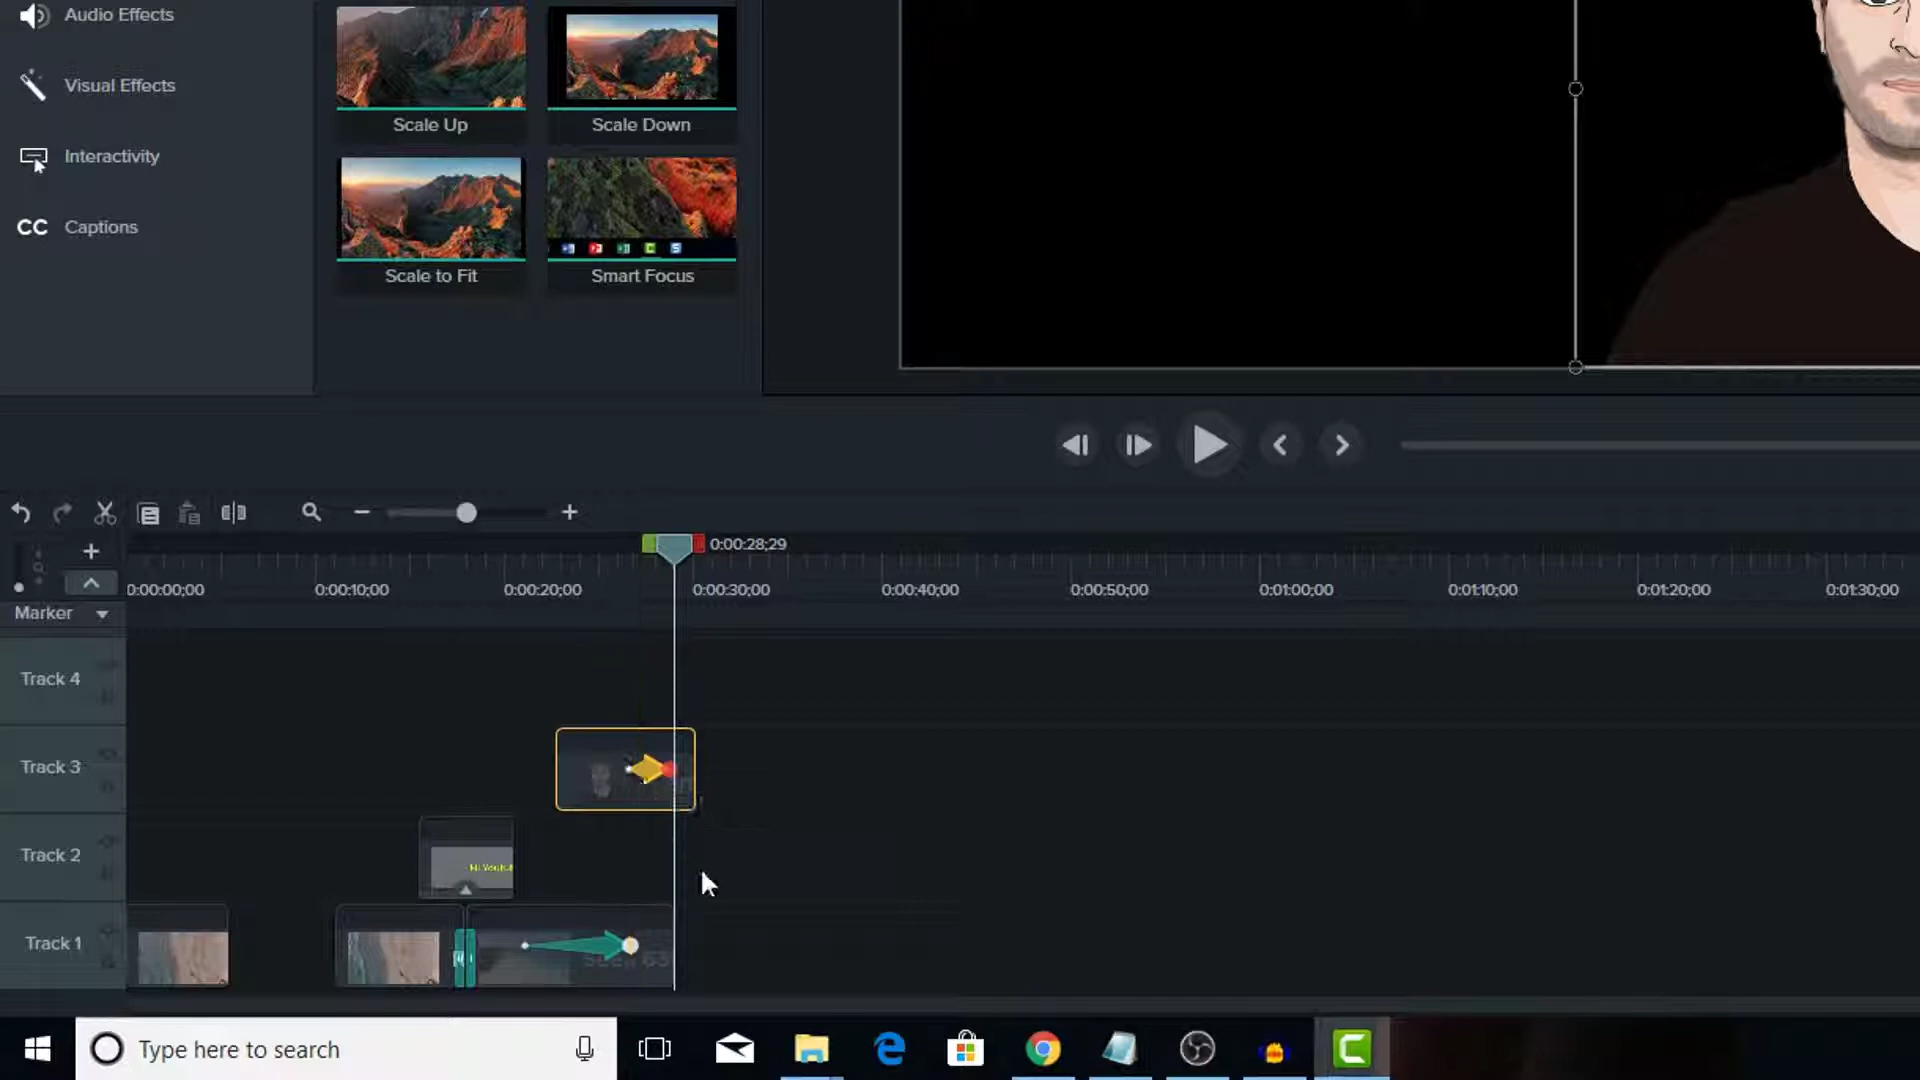 Audio Effects
Visual Effects
Interactivity
CC Captions
Scale Up
Scale Down
Scale to Fit
Smart Focus
0:00:28;29
0:00:00;00
0:00:10;00
0:00:20;00
0:00:30;00
0:00:40;00
0:00:50;00
0:01:00;00
0:01:10;00
0:01:20;00
0:01:30;00
Marker
Track 4
Track 3
Track 2
Hi Youtub
Track 1
Type here to search